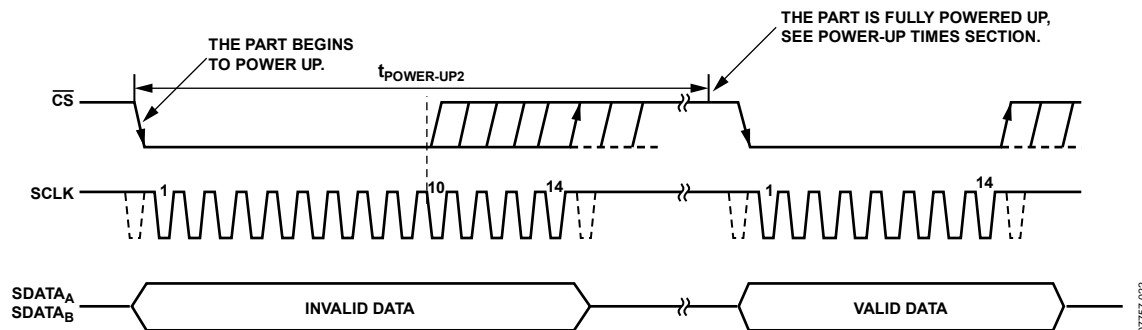 THE PART BEGINS
TO POWER UP.
THE PART IS FULLY POWERED UP,
SEE POWER-UP TIMES SECTION.
tPOWER-UP2
CS
SCLK
1
10
14
1
14
SDATAA
SDATAB
INVALID DATA
VALID DATA